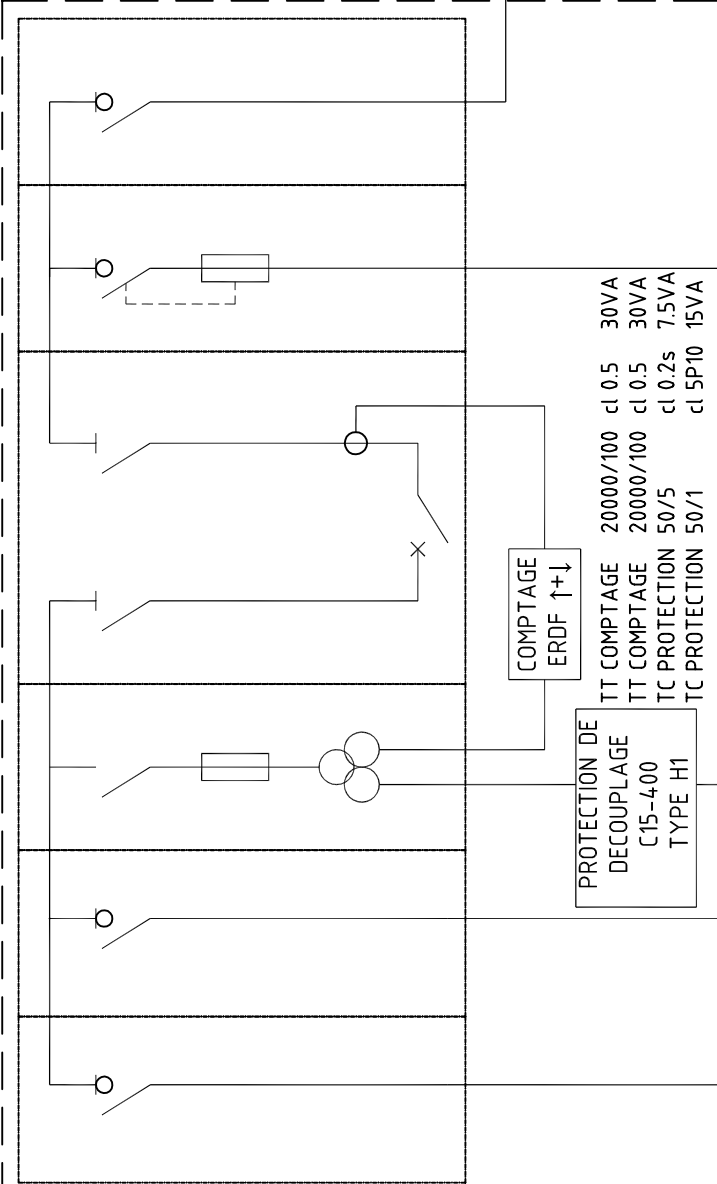 COMPTAGE
ERDF ↑+↓
TT COMPTAGE 20000/100 cl 0.5 30VA
TT COMPTAGE 20000/100 cl 0.5 30VA
TC PROTECTION 50/5 cl 0.2s 7.5VA
TC PROTECTION 50/1 cl 5P10 15VA
PROTECTION DE
DECOUPLAGE
C15-400
TYPE H1